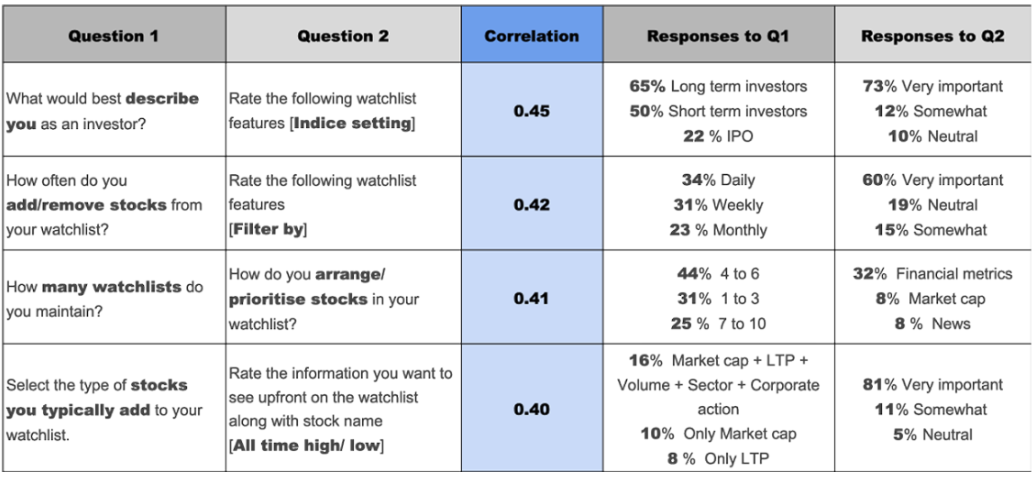 Question 1
Question 2
Correlation
Responses to Q1
Responses to Q2
What would best describe
you as an investor?
Rate the following watchlist
features [Indice setting]
0.45
65% Long term investors
50% Short term investors
22 % IPO
73% Very important
12% Somewhat
10% Neutral
How often do you
add/remove stocks from
your watchlist?
Rate the following watchlist
features
[Filter by]
0.42
34% Daily
31% Weekly
23 % Monthly
60% Very important
19% Neutral
15% Somewhat
How many watchlists do
you maintain?
How do you arrange/
prioritise stocks in your
watchlist?
0.41
44% 4 to 6
31% 1 to 3
25 % 7 to 10
32% Financial metrics
8% Market cap
8 % News
Select the type of stocks
you typically add to your
watchlist.
Rate the information you want to
see upfront on the watchlist
along with stock name
[All time high/ low]
0.40
16% Market cap + LTP +
Volume + Sector + Corporate
action
10% Only Market cap
8 % Only LTP
81% Very important
11% Somewhat
5% Neutral